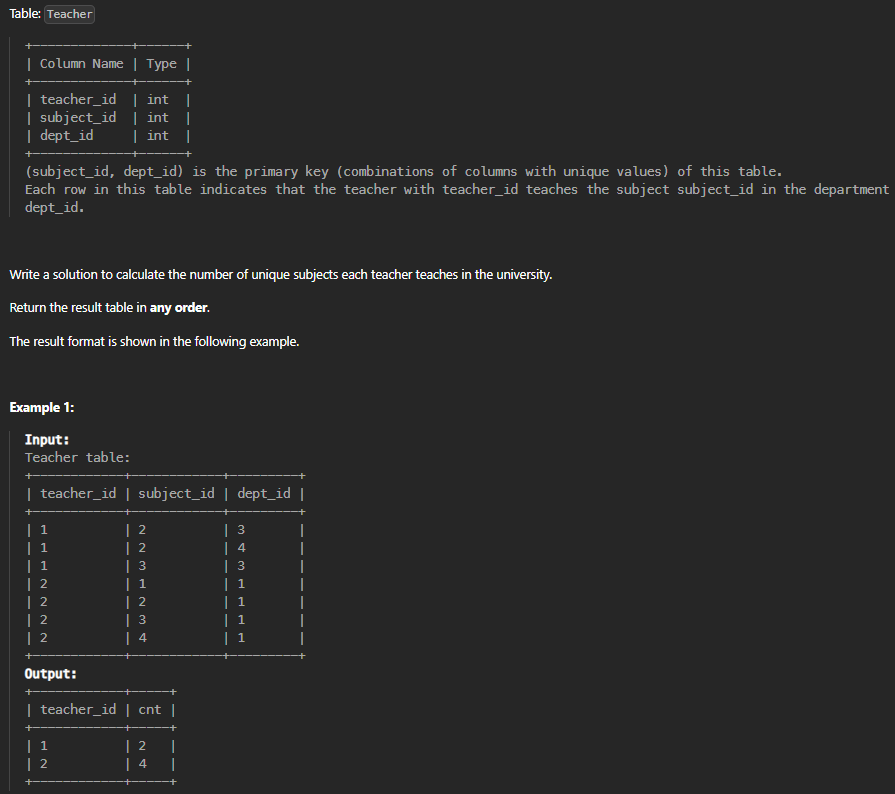 Table: Teacher
+-------------+------+
| Column Name | Type |
+-------------+------+
| teacher_id  | int  |
| subject_id  | int  |
| dept_id     | int  |
+-------------+------+
(subject_id, dept_id) is the primary key (combinations of columns with unique values) of this table.
Each row in this table indicates that the teacher with teacher_id teaches the subject subject_id in the department
dept_id.
Write a solution to calculate the number of unique subjects each teacher teaches in the university.
Return the result table in any order.
The result format is shown in the following example.
Example 1:
Input:
Teacher table:
+------------+------------+---------+
| teacher_id | subject_id | dept_id |
+------------+------------+---------+
| 1          | 2          | 3       |
| 1          | 2          | 4       |
| 1          | 3          | 3       |
| 2          | 1          | 1       |
| 2          | 2          | 1       |
| 2          | 3          | 1       |
| 2          | 4          | 1       |
+------------+------------+---------+
Output:
+------------+-----+
| teacher_id | cnt |
+------------+-----+
| 1          | 2   |
| 2          | 4   |
+------------+-----+